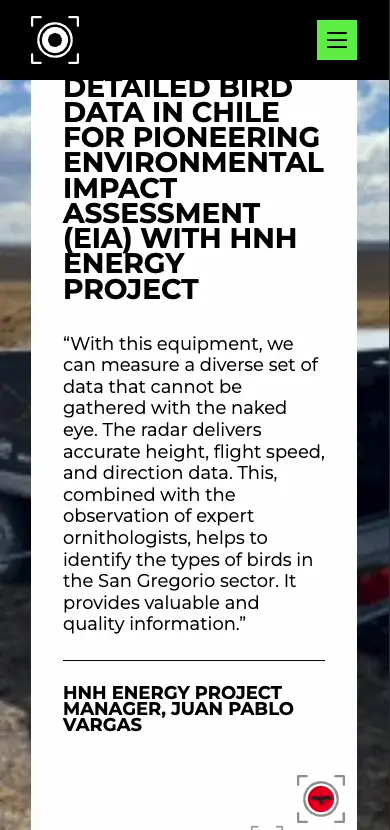 DETAILED BIRD
DATA IN CHILE
FOR PIONEERING
ENVIRONMENTAL
IMPACT
ASSESSMENT
(EIA) WITH HNH
ENERGY
PROJECT
“With this equipment, we
can measure a diverse set of
data that cannot be
gathered with the naked
eye. The radar delivers
accurate height, flight speed,
and direction data. This,
combined with the
observation of expert
ornithologists, helps to
identify the types of birds in
the San Gregorio sector. It
provides valuable and
quality information.”
HNH ENERGY PROJECT
MANAGER, JUAN PABLO
VARGAS